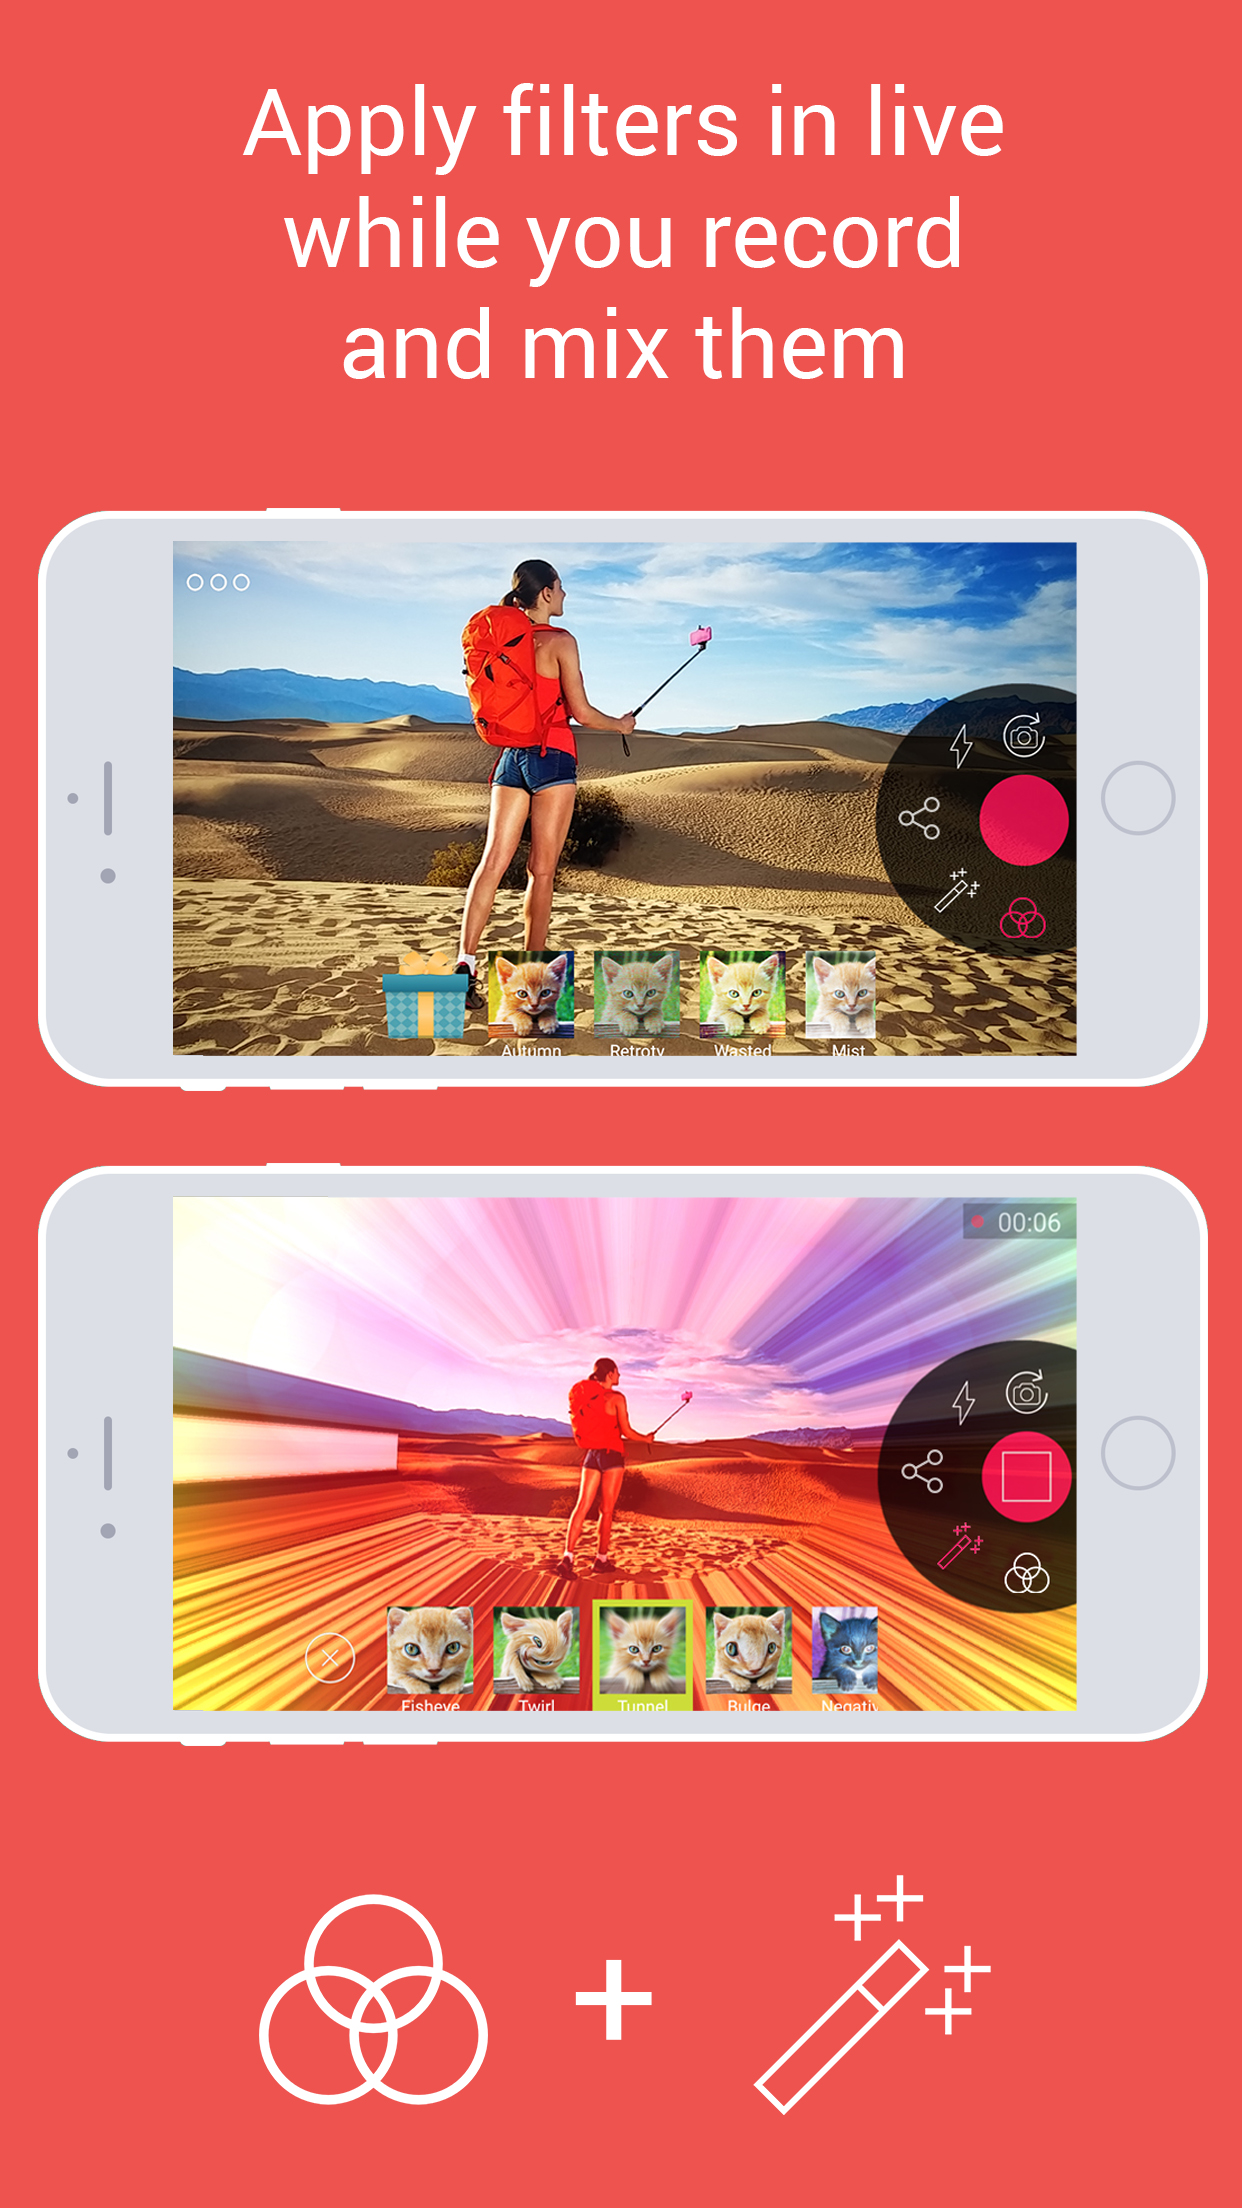 Apply filters in live
while you record
and mix them
Autumn
Retroty
Wasted
Mist
00:06
Fisheye
Twirl
Tunnel
Bulge
Negativ